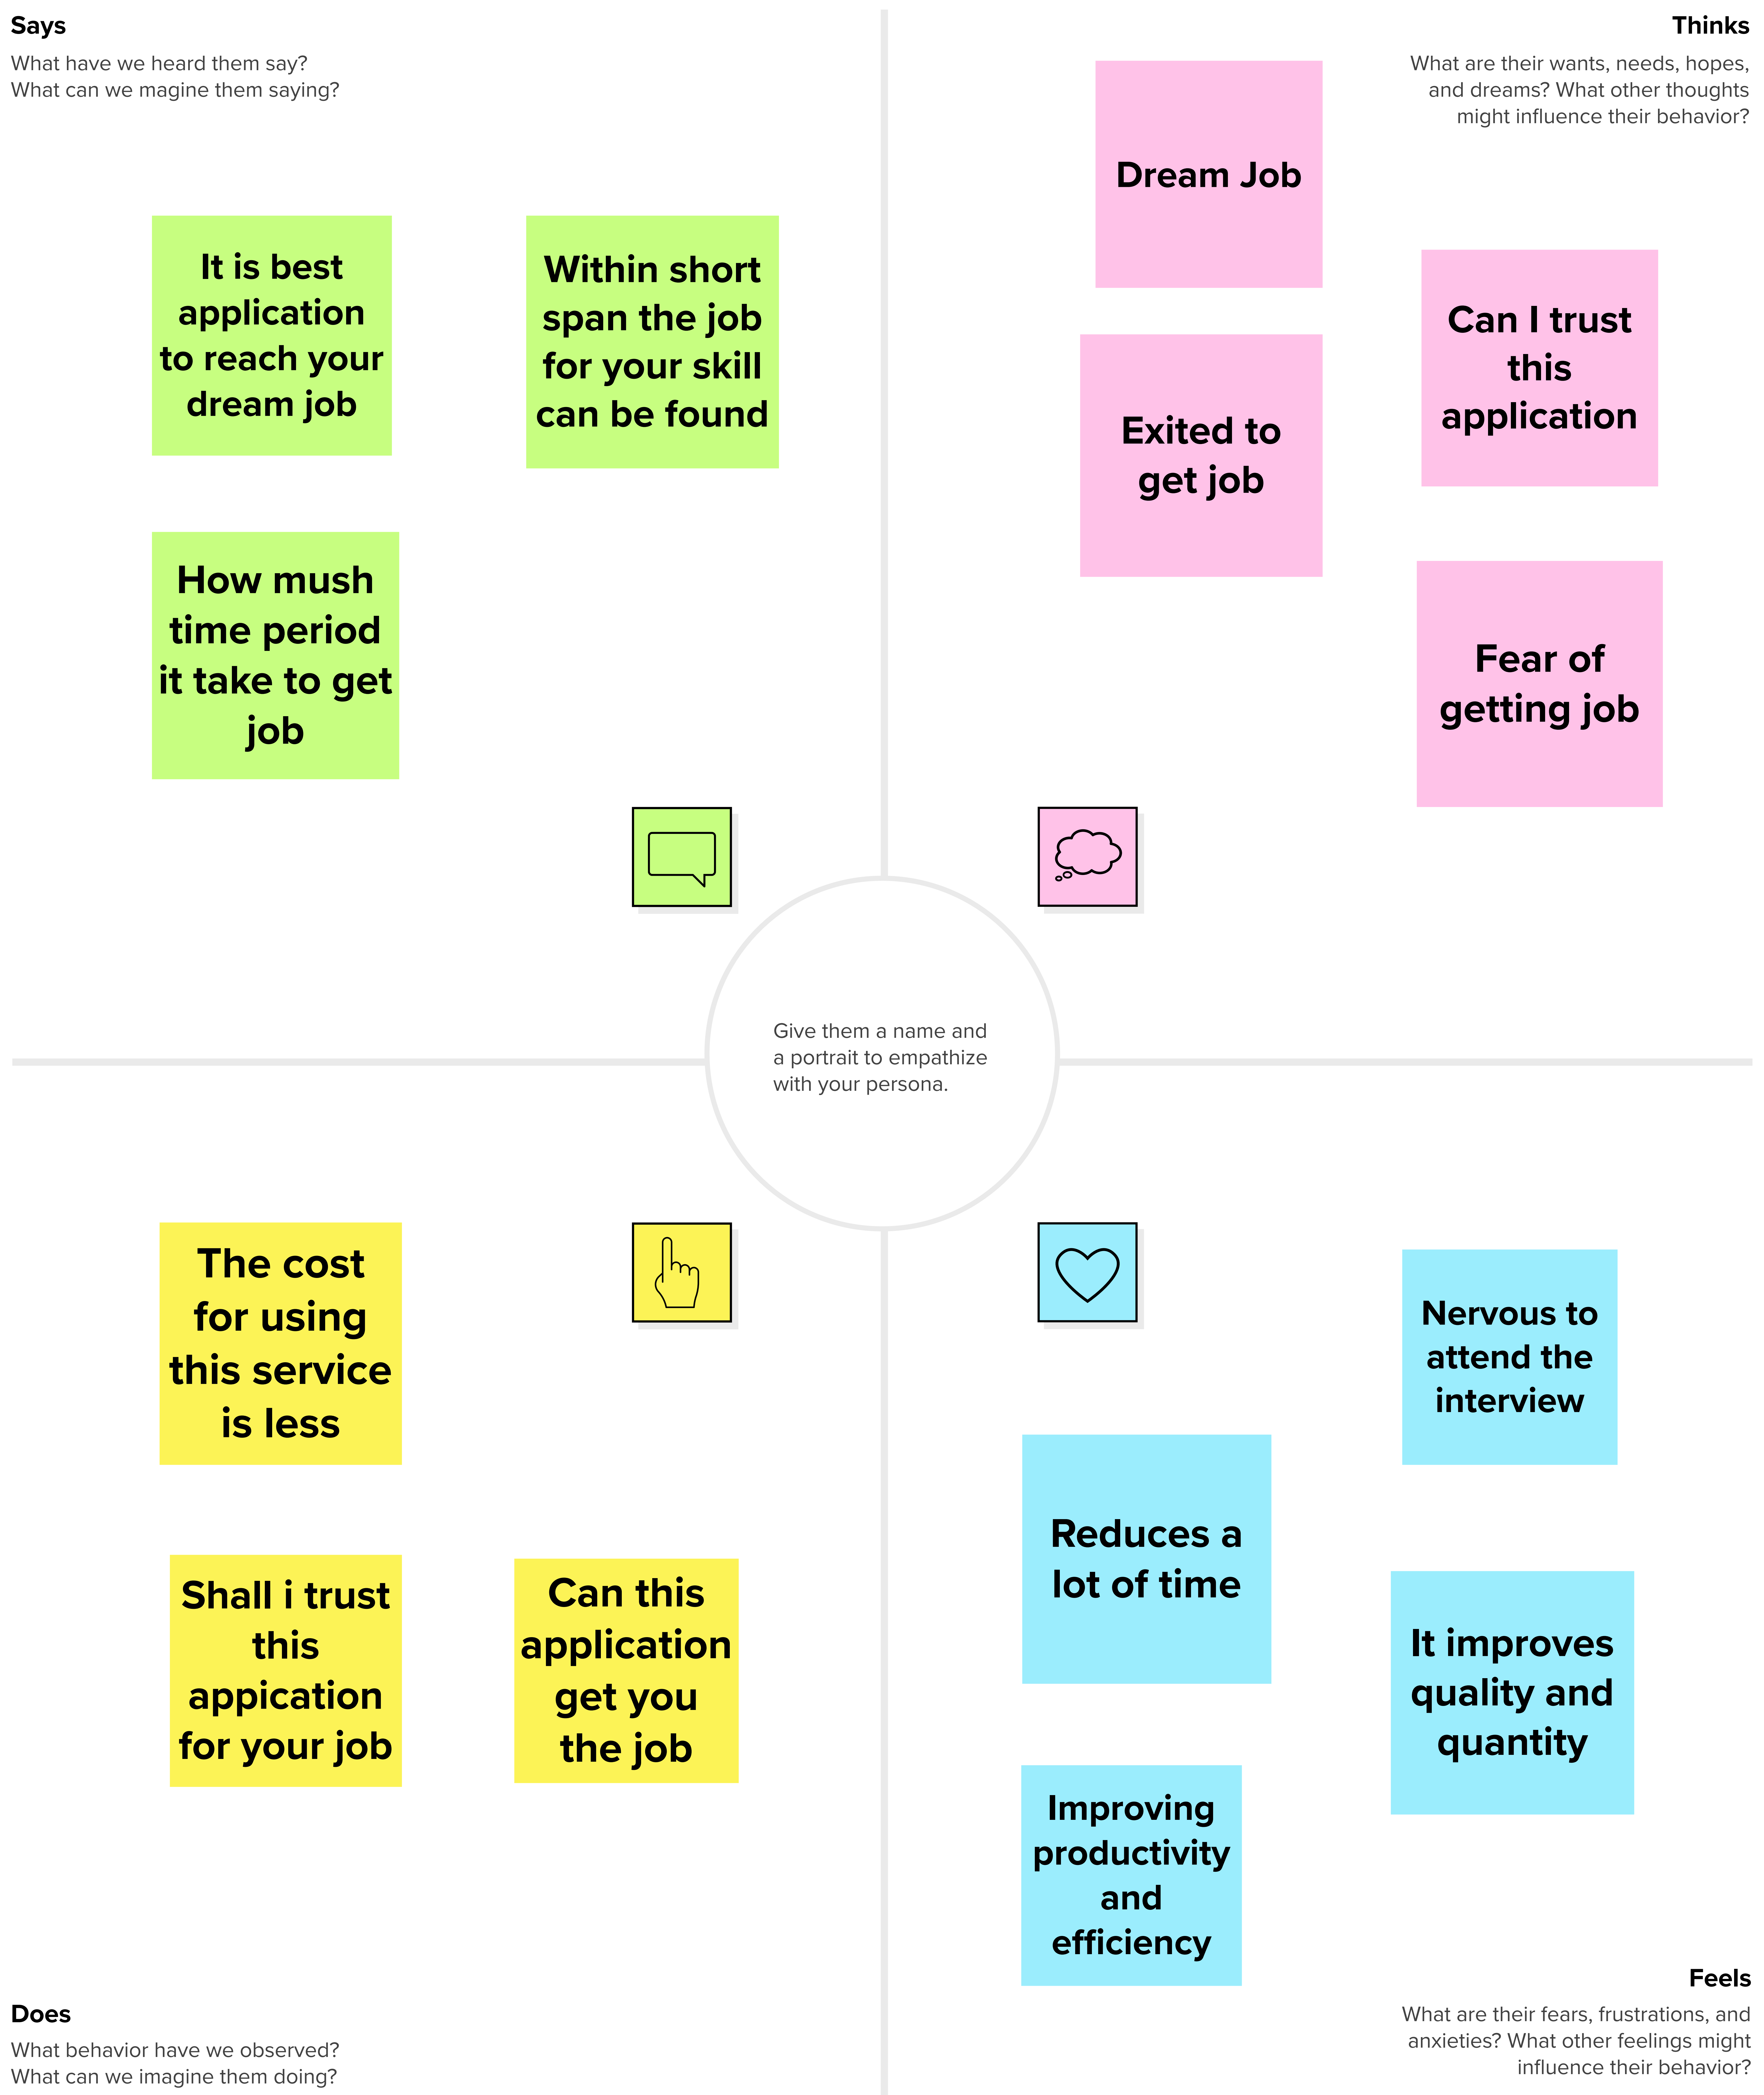 Says
What have we heard them say?
What can we magine them saying?
It is best
application
to reach your
dream job
Within short
span the job
for your skill
can be found
How mush
time period
it take to get
job
Thinks
What are their wants, needs, hopes,
and dreams? What other thoughts
might influence their behavior?
Dream Job
Can I trust
this
application
Exited to
get job
Fear of
getting job
Give them a name and
a portrait to empathize
with your persona.
The cost
for using
this service
is less
Shall i trust
this
appication
for your job
Can this
application
get you
the job
Does
What behavior have we observed?
What can we imagine them doing?
Nervous to
attend the
interview
Reduces a
lot of time
It improves
quality and
quantity
Improving
productivity
and
efficiency
Feels
What are their fears, frustrations, and
anxieties? What other feelings might
influence their behavior?